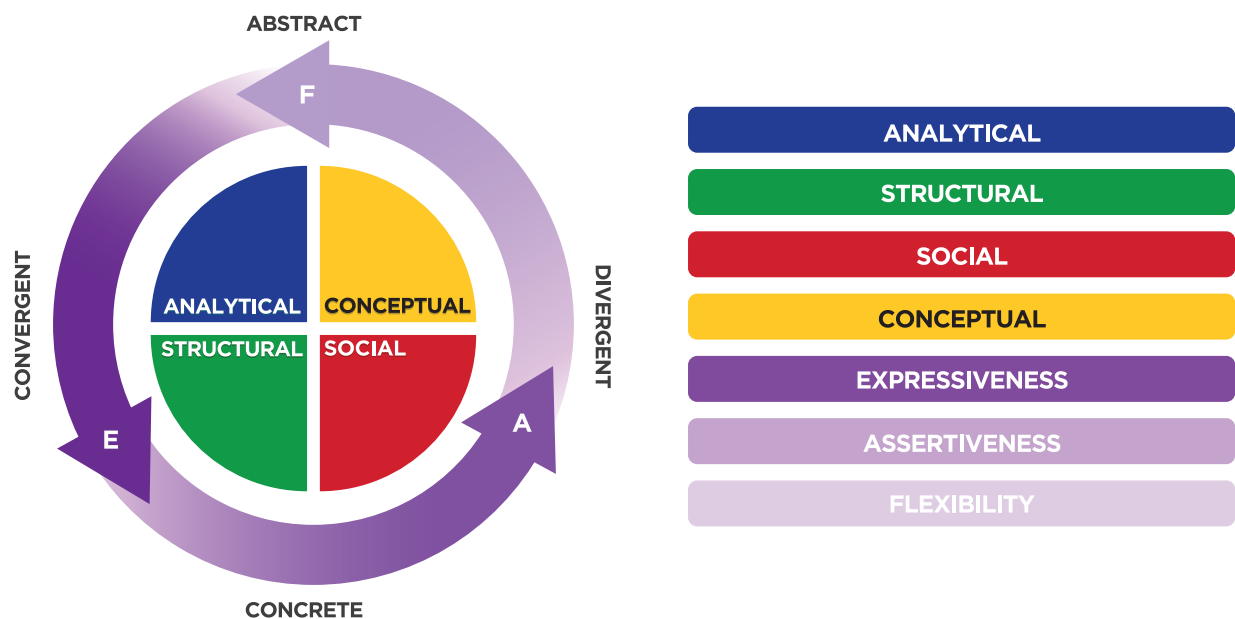 ABSTRACT
F
CONVERGENT
DIVERGENT
ANALYTICAL
CONCEPTUAL
STRUCTURAL
SOCIAL
E
A
CONCRETE
ANALYTICAL
STRUCTURAL
SOCIAL
CONCEPTUAL
EXPRESSIVENESS
ASSERTIVENESS
FLEXIBILITY